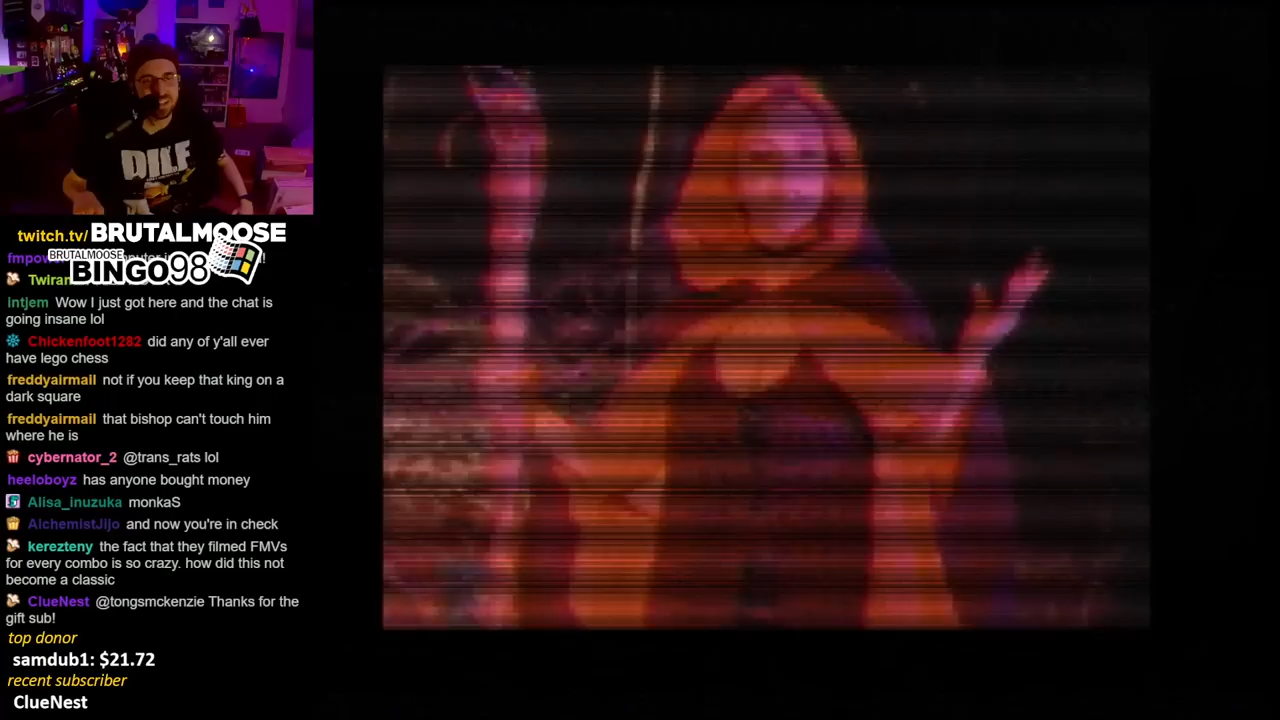 DILF
twitch.tv/BRUTALMOOSE
BRUTALMOOSE
BINGO98
Twiran
intjem Wow I just got here and the chat is
going insane lol
Chickenfoot1282 did any of y'all ever
have lego chess
freddyairmail not if you keep that king on a
dark square
freddyairmail that bishop can't touch him
where he is
cybernator_2 @trans_rats lol
heeloboyz has anyone bought money
Alisa_inuzuka monkaS
AlchemistJijo and now you're in check
kerezteny the fact that they filmed FMVs
for every combo is so crazy. how did this not
become a classic
ClueNest @tongsmckenzie Thanks for the
gift sub!
top donor
samdub1: $21.72
recent subscriber
ClueNest